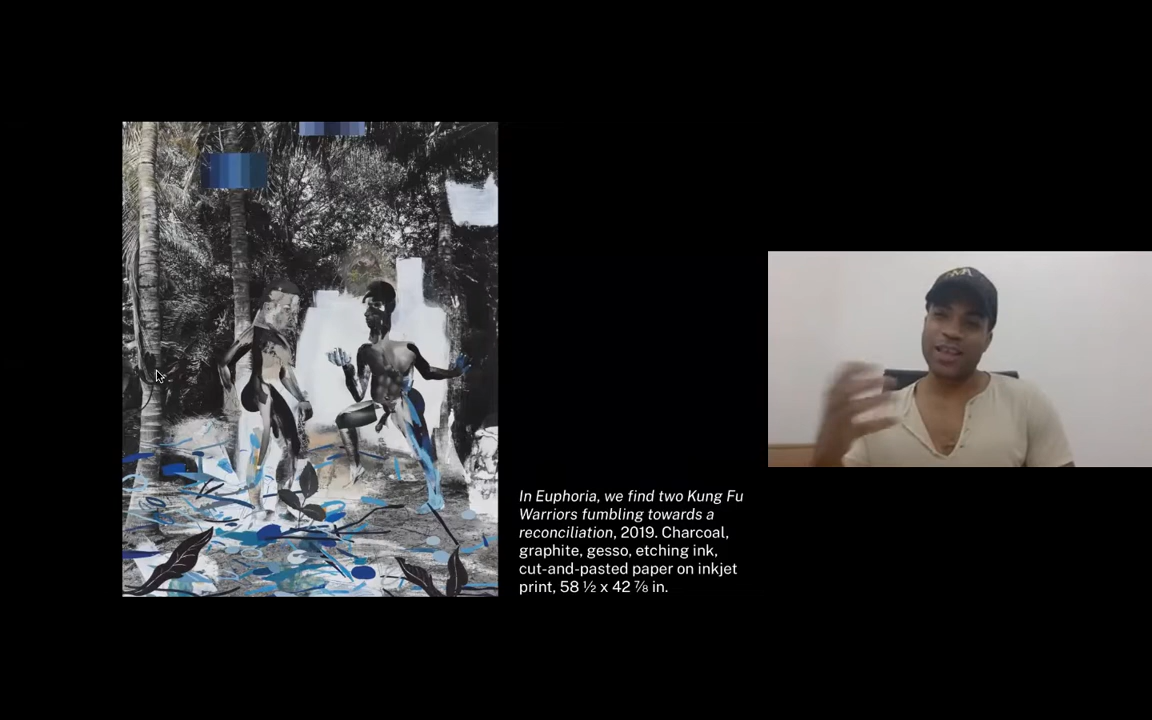 In Euphoria, we find two Kung Fu
Warriors fumbling towards a
reconciliation, 2019. Charcoal,
graphite, gesso, etching ink,
cut-and-pasted paper on inkjet
print, 58 ½ x 42 ⅞ in.